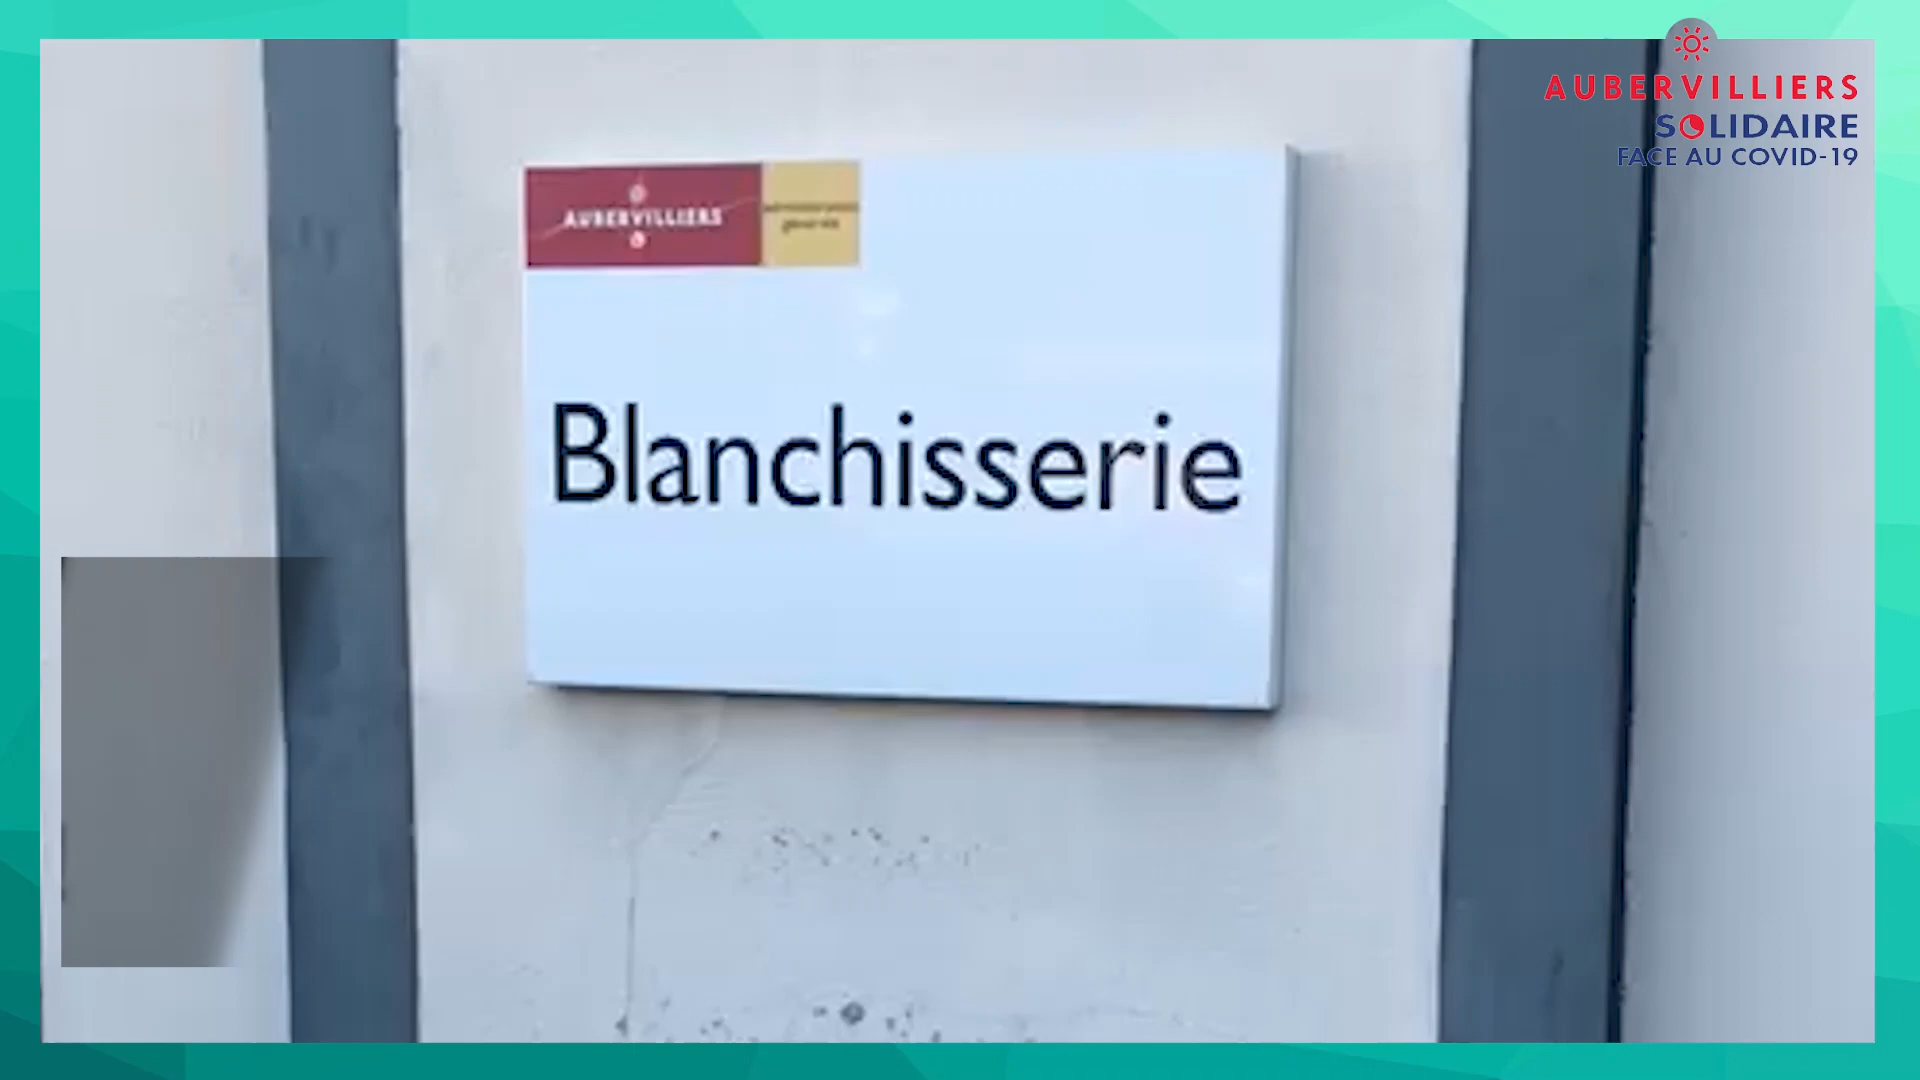 AUBERVILLIERS
SOLIDAIRE
FACE AU COVID-19
AUBERVILLIERS
Blanchisserie